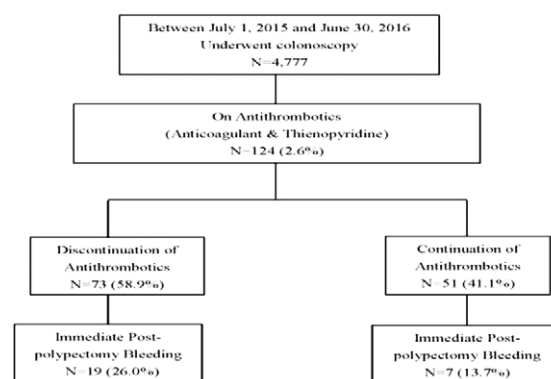 Between July 1, 2015 and June 30, 2016
Underwent colonoscopy
N=4,777
On Antithrombotics
(Anticoagulant & Thienopyridine)
N=124 (2.6%)
Discontinuation of
Antithrombotics
N=73 (58.9%)
Continuation of
Antithrombotics
N=51 (41.1%)
Immediate Post-
polypectomy Bleeding
N=19 (26.0%)
Immediate Post-
polypectomy Bleeding
N=7 (13.7%)